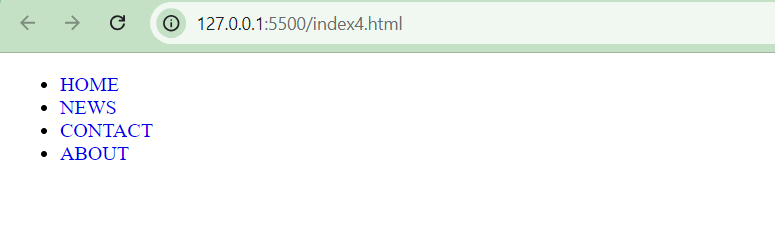 127.0.0.1:5500/index4.html
HOME
NEWS
CONTACT
ABOUT